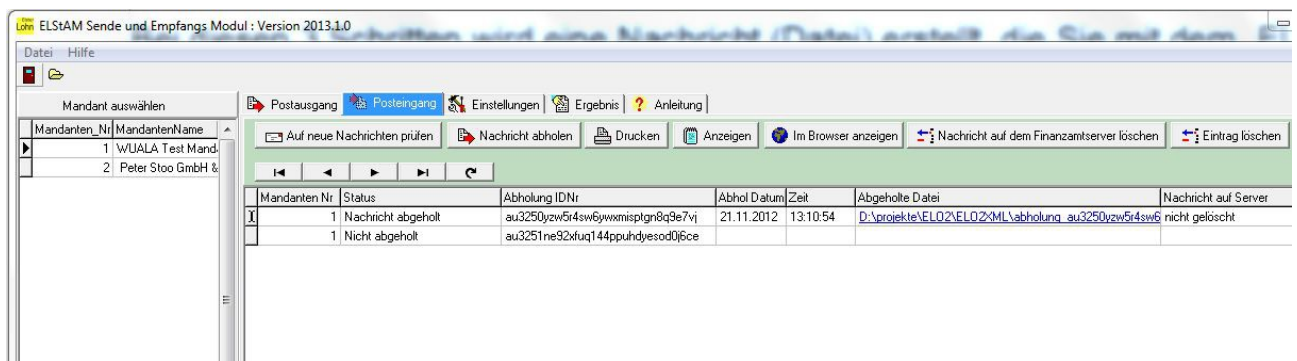 Lohn ELStAM Sende und Empfangs Modul : Version 2013.1.0
Datei Hilfe
Mandant auswählen
Postausgang Posteingang Einstellungen Ergebnis ? Anleitung
Mandanten_Nr MandantenName
1 WUALA Test Mand
2 Peter Stoo GmbH &
Auf neue Nachrichten prüfen Nachricht abholen Drucken Anzeigen Im Browser anzeigen Nachricht auf dem Finanzamtserver löschen Eintrag löschen
Mandanten Nr Status Abholung IDNr Abhol Datum Zeit Abgeholte Datei Nachricht auf Server
1 Nachricht abgeholt au3250yzw5r4sw6ywxmisptgn8q9e7vj 21.11.2012 13:10:54 D:\projekte\ELO2\ELO2XML\abholung_au3250yzw5r4sw6 nicht gelöscht
1 Nicht abgeholt au3251ne92xfuq144ppuhdyesod0j6ce